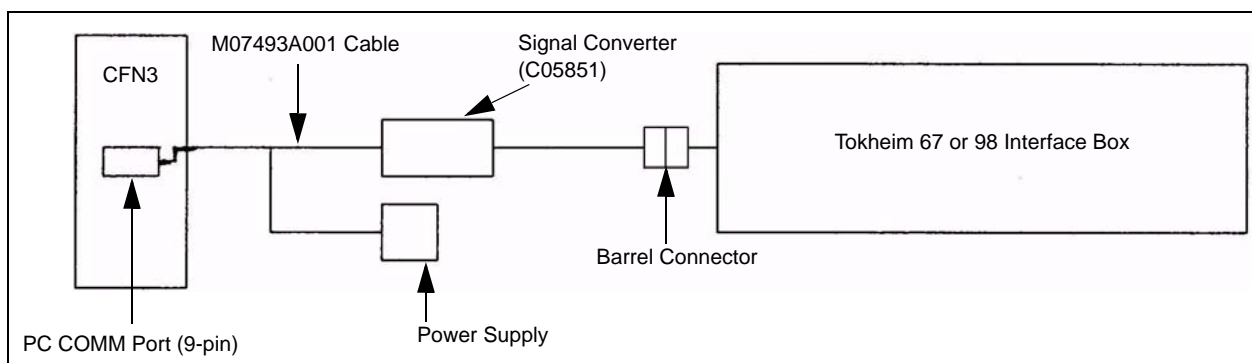 M07493A001 Cable
Signal Converter
(C05851)
CFN3
Tokheim 67 or 98 Interface Box
Barrel Connector
Power Supply
PC COMM Port (9-pin)